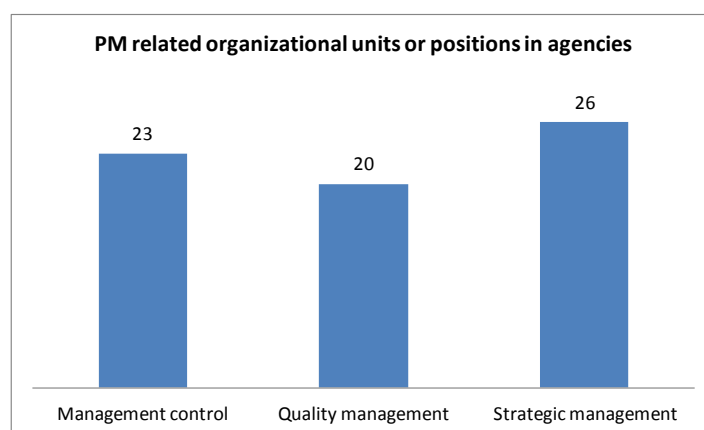 PM related organizational units or positions in agencies
23
20
26
Management control
Quality management
Strategic management